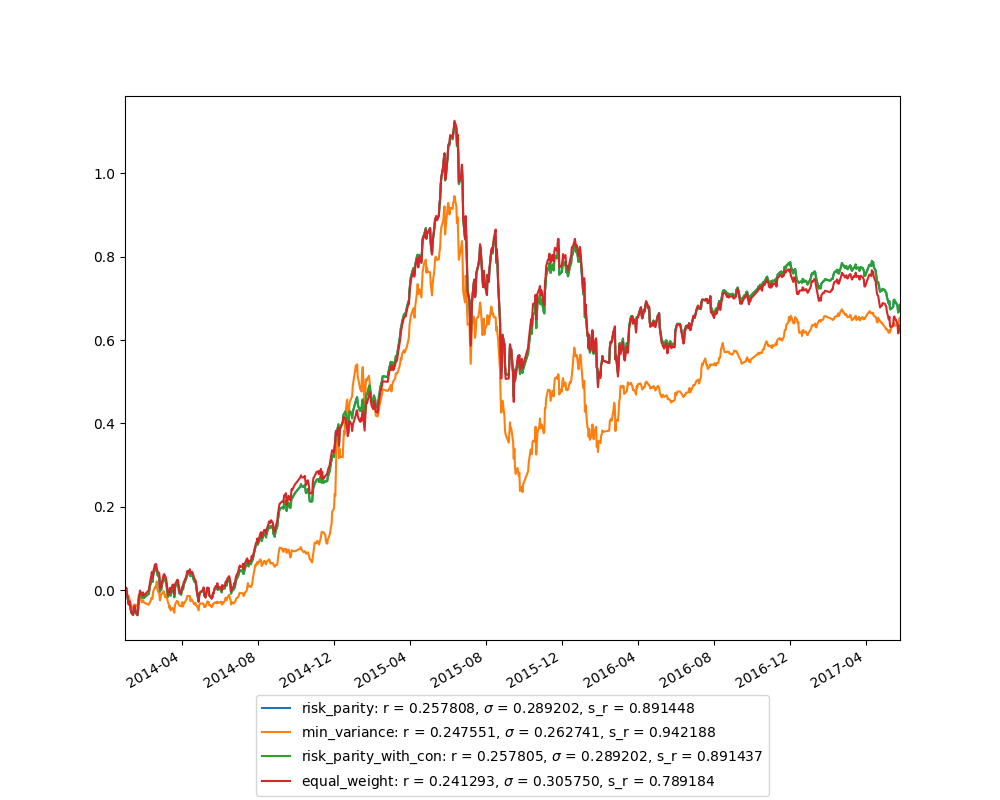 1.0
0.8
0.6
0.4
0.2
0.0
2014-04 2014-08 2014-12 2015-04 2015-08 2015-12 2016-04 2016-08 2016-12 2017-04
risk_parity: r = 0.257808, σ = 0.289202, s_r = 0.891448
min_variance: r = 0.247551, σ = 0.262741, s_r = 0.942188
risk_parity_with_con: r = 0.257805, σ = 0.289202, s_r = 0.891437
equal_weight: r = 0.241293, σ = 0.305750, s_r = 0.789184